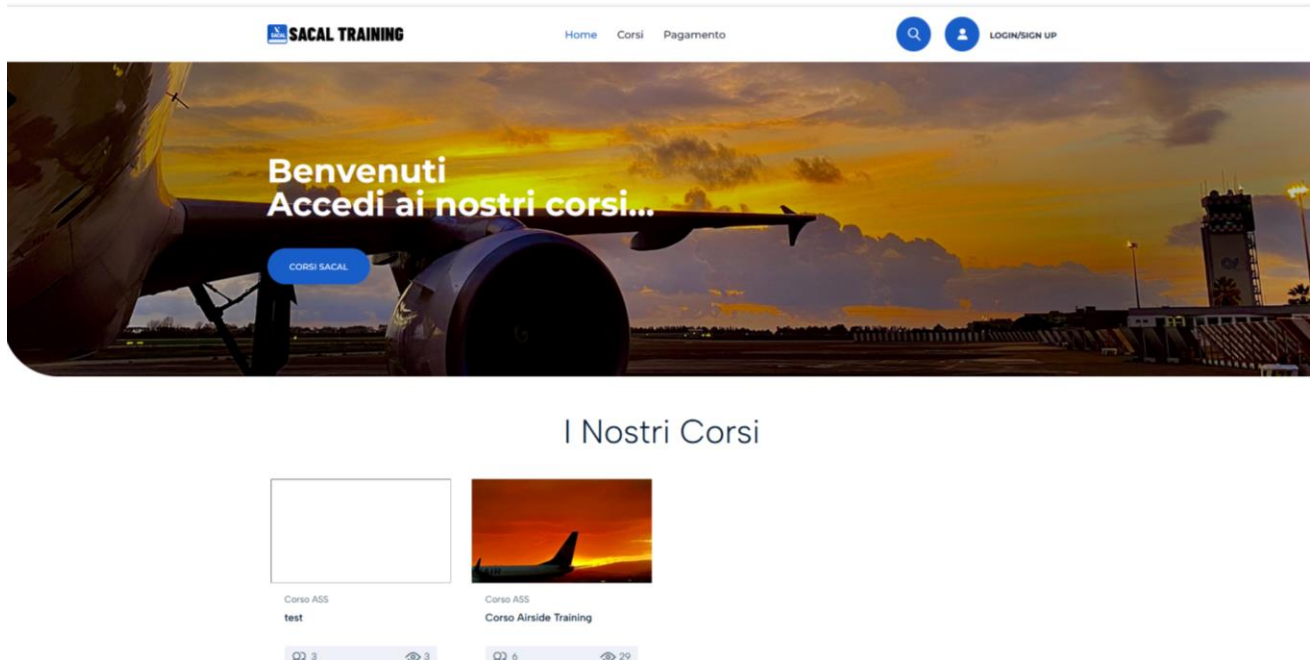 SACAL
SACAL TRAINING
Home
Corsi
Pagamento
LOGIN/SIGN UP
Benvenuti
Accedi ai nostri corsi...
CORSI SACAL
I Nostri Corsi
Corso ASS
test
3
3
Corso ASS
Corso Airside Training
6
29